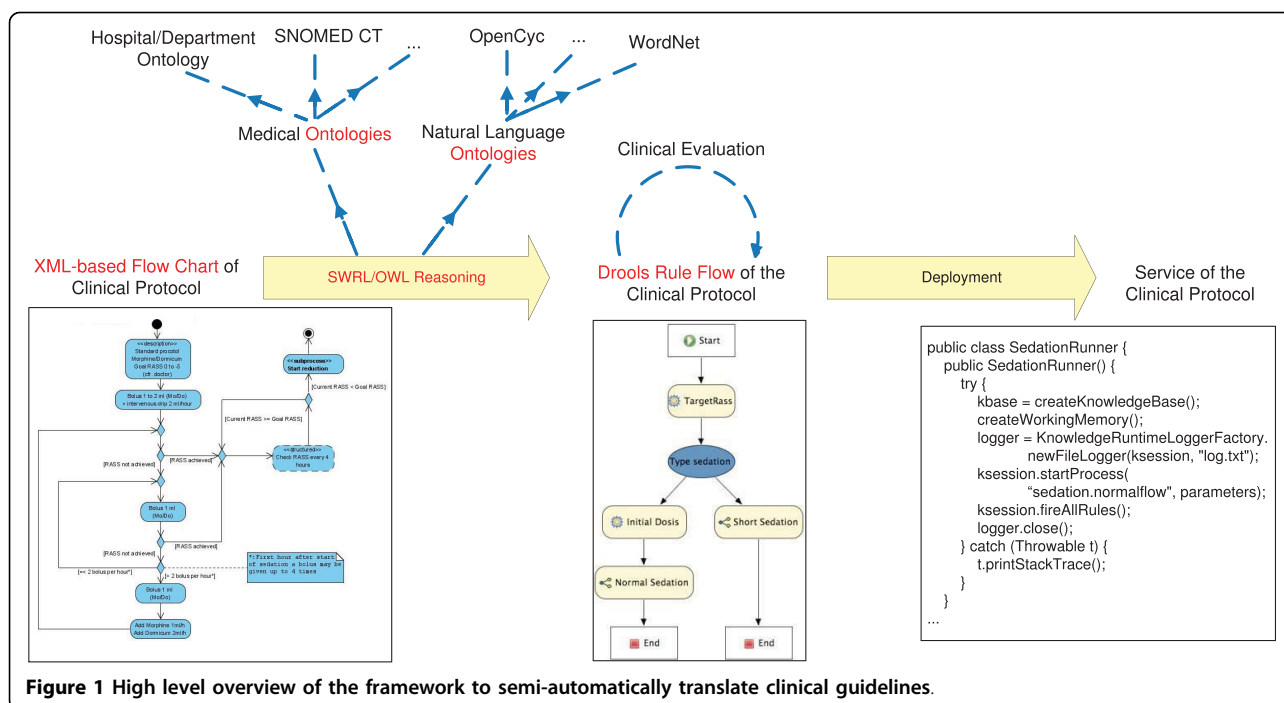 Hospital/Department
Ontology
SNOMED CT
...
OpenCyc
...
WordNet
Medical Ontologies
Natural Language
Ontologies
Clinical Evaluation
XML-based Flow Chart of
Clinical Protocol
SWRL/OWL Reasoning
Drools Rule Flow of the
Clinical Protocol
Deployment
Service of the
Clinical Protocol
<<description>>
Standard procotol
Morphine/Dormicum
Goal RASS 0 to -5
(cfr. doctor)
Bolus 1 to 2 ml (Mo/Do)
+ intervenous drip 2 ml/hour
<<subprocess>>
Start reduction
[Current RASS < Goal RASS]
[Current RASS >= Goal RASS]
<<structured>>
Check RASS every 4
hours
[RASS not achieved]
[RASS achieved]
Bolus 1 ml
(Mo/Do)
[RASS not achieved]
[RASS achieved]
[=< 2 bolus per hour*]
[> 2 bolus per hour*]
*:First hour after start
of sedation a bolus may be
given up to 4 times
Bolus 1 ml
(Mo/Do)
Add Morphine 1ml/h
Add Dormicum 2ml/h
Start
TargetRass
Type sedation
Initial Dosis
Short Sedation
Normal Sedation
End
End
public class SedationRunner {
public SedationRunner() {
try {
kbase = createKnowledgeBase();
createWorkingMemory();
logger = KnowledgeRuntimeLoggerFactory.
newFileLogger(ksession, "log.txt");
ksession.startProcess(
“sedation.normalflow", parameters);
ksession.fireAllRules();
logger.close();
} catch (Throwable t) {
t.printStackTrace();
}
}
...
Figure 1 High level overview of the framework to semi-automatically translate clinical guidelines.